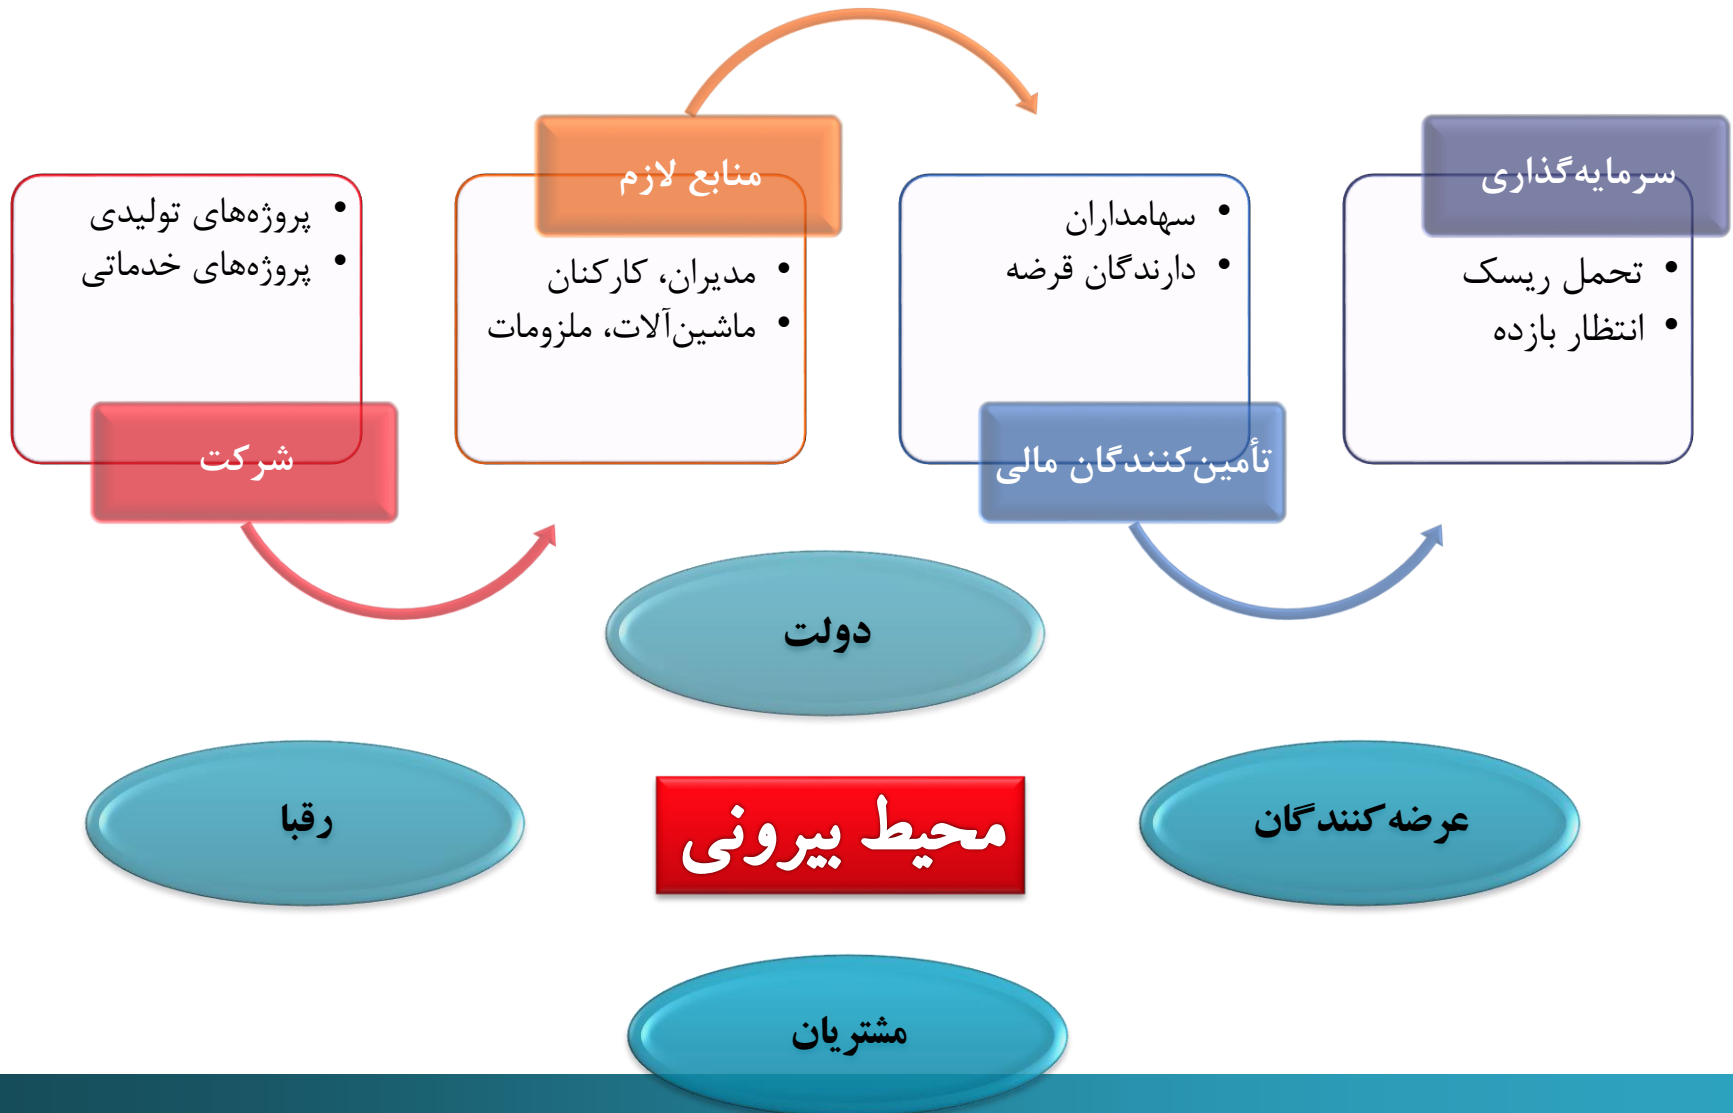 شرکت
پروژه‌های تولیدی
پروژه‌های خدماتی
منابع لازم
مدیران، کارکنان
ماشین‌آلات، ملزومات
تأمین‌کنندگان مالی
سهامداران
دارندگان قرضه
سرمایه‌گذاری
تحمل ریسک
انتظار بازده
دولت
عرضه‌کنندگان
محیط بیرونی
رقبا
مشتریان